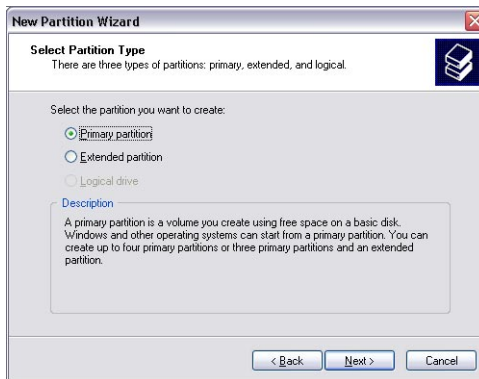 New Partition Wizard
Select Partition Type
There are three types of partitions: primary, extended, and logical.
Select the partition you want to create:
Primary partition
Extended partition
Logical drive
Description
A primary partition is a volume you create using free space on a basic disk.
Windows and other operating systems can start from a primary partition. You can
create up to four primary partitions or three primary partitions and an extended
partition.
< Back
Next >
Cancel